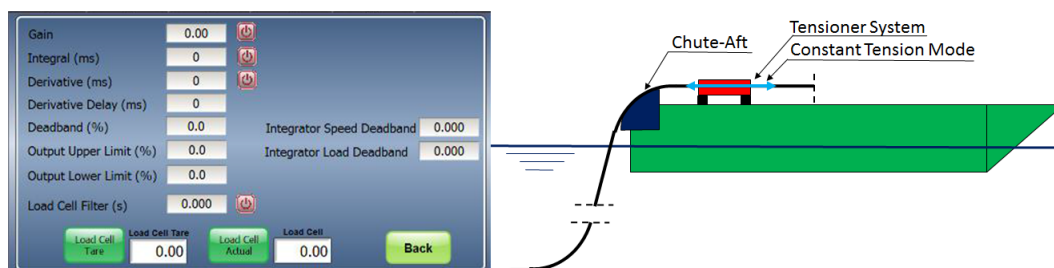 Gain 0.00
Integral (ms) 0
Derivative (ms) 0
Derivative Delay (ms) 0
Deadband (%) 0.0
Integrator Speed Deadband 0.000
Output Upper Limit (%) 0.0
Integrator Load Deadband 0.000
Output Lower Limit (%) 0.0
Load Cell Filter (s) 0.000
Load Cell
Tare
Load Cell Tare
0.00
Load Cell
Actual
Load Cell
0.00
Back
Chute-Aft
Tensioner System
Constant Tension Mode